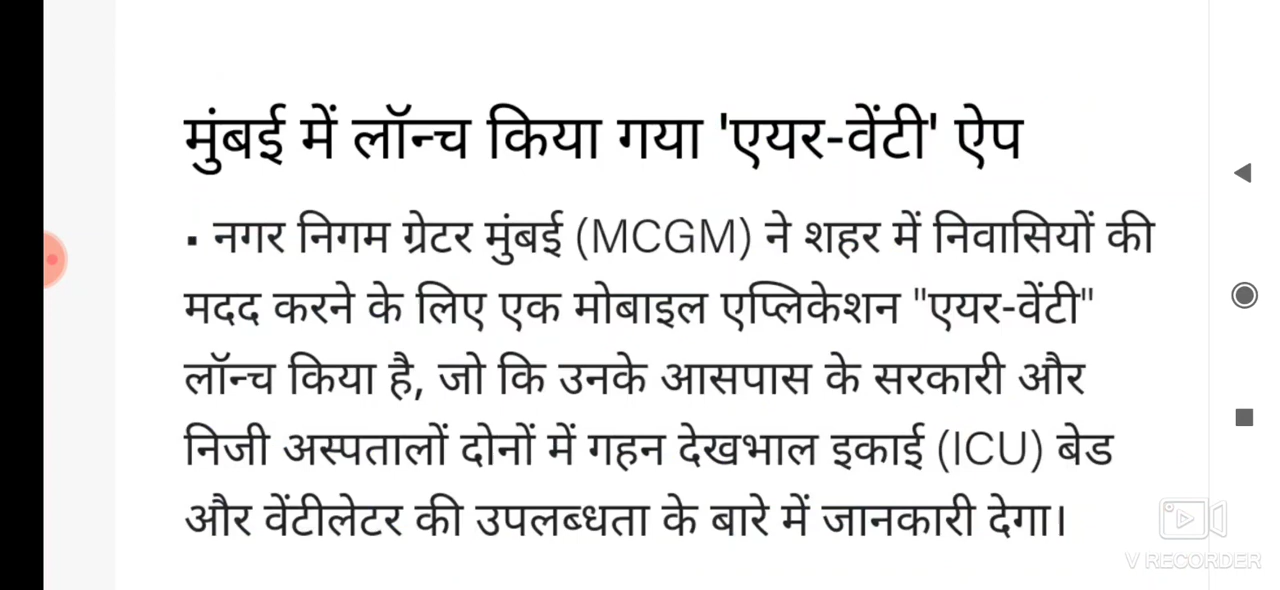 मुंबई में लॉन्च किया गया 'एयर-वेंटी' ऐप
▪ नगर निगम ग्रेटर मुंबई (MCGM) ने शहर में निवासियों की
मदद करने के लिए एक मोबाइल एप्लिकेशन "एयर-वेंटी"
लॉन्च किया है, जो कि उनके आसपास के सरकारी और
निजी अस्पतालों दोनों में गहन देखभाल इकाई (ICU) बेड
और वेंटीलेटर की उपलब्धता के बारे में जानकारी देगा।
V RECORDER